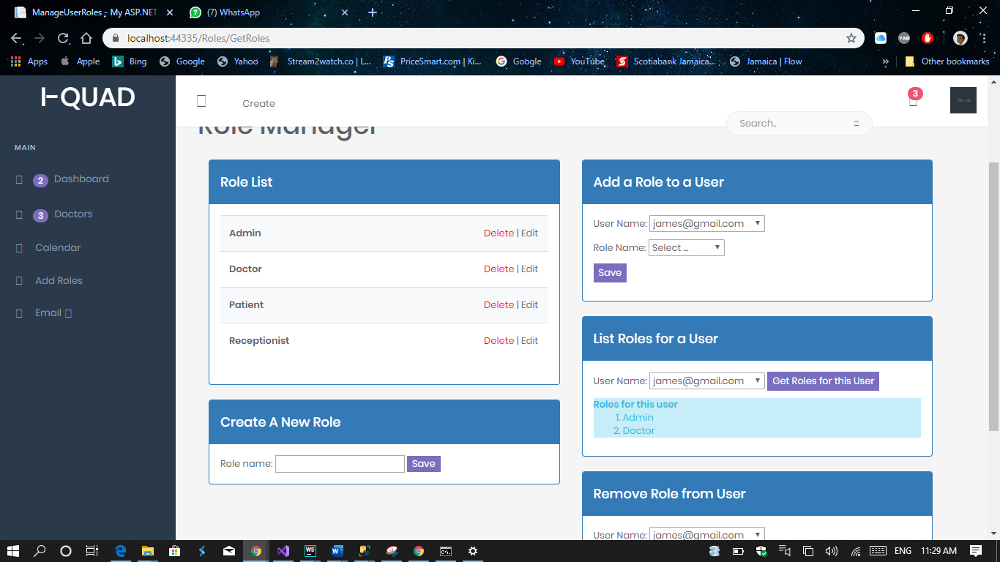 ManageUserRoles - My ASP.NET
(7) WhatsApp
localhost:44335/Roles/GetRoles
YAB
Apps
Apple
Bing
Google
Yahoo
Stream2watch.co | L...
PriceSmart.com | Ki...
Google
YouTube
Scotiabank Jamaica...
Jamaica | Flow
»
Other bookmarks
I-QUAD
Create
3
Search..
MAIN
2 Dashboard
3 Doctors
Calendar
Add Roles
Email
Role Manager
Role List
Admin Delete | Edit
Doctor Delete | Edit
Patient Delete | Edit
Receptionist Delete | Edit
Create A New Role
Role name: Save
Add a Role to a User
User Name: james@gmail.com
Role Name: Select ...
Save
List Roles for a User
User Name: james@gmail.com Get Roles for this User
Roles for this user
1. Admin
2. Doctor
Remove Role from User
User Name: james@gmail.com
WS
ENG
11:29 AM